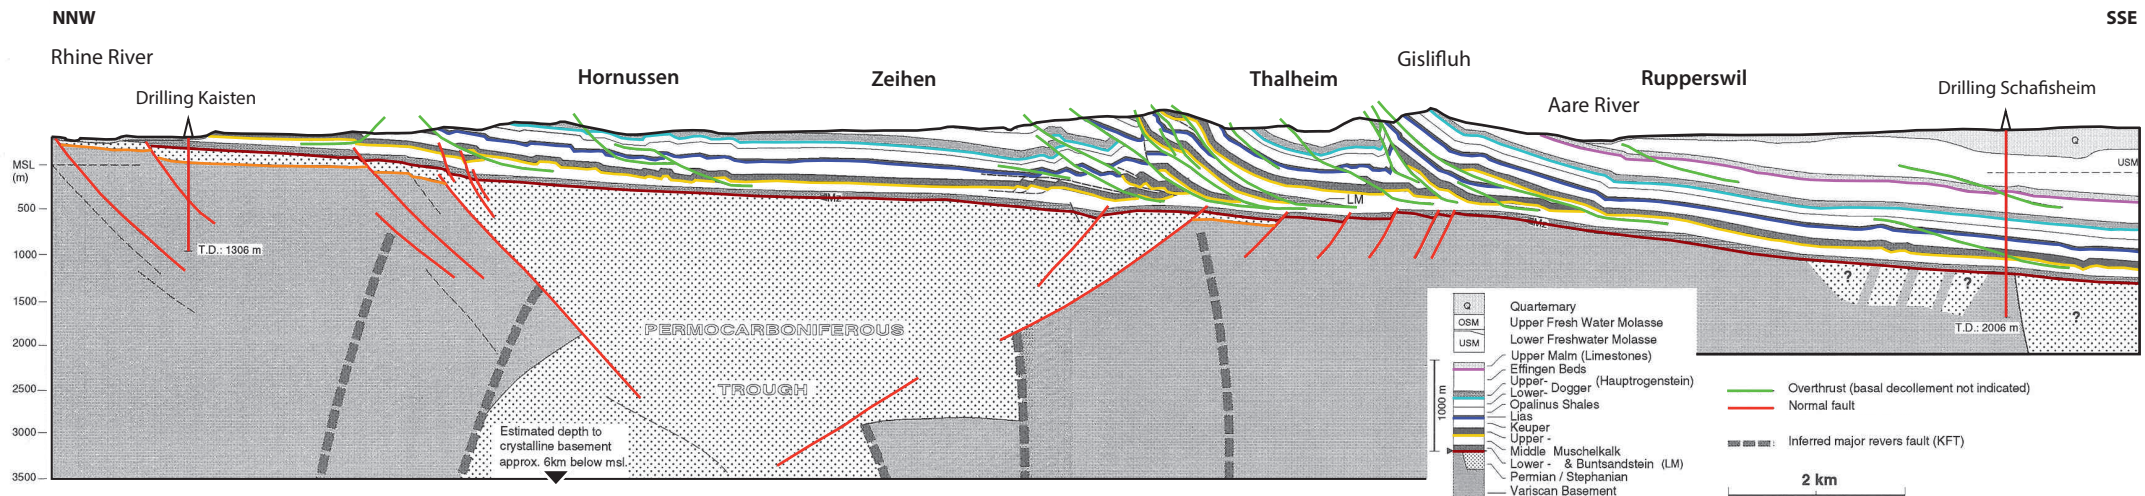 NNW
SSE
Rhine River
Gislifluh
Hornussen
Zeihen
Thalheim
Rupperswil
Drilling Kaisten
Aare River
Drilling Schafisheim
MSL
(m)
500
1000
1500
2000
2500
3000
3500
Q
USM
Mz
LM
Mz
T.D.: 1306 m
?
?
?
T.D.: 2006 m
PERMOCARBONIFEROUS
TROUGH
Estimated depth to
crystalline basement
approx. 6km below msl.
1000 m
Q
Quarternary
OSM
Upper Fresh Water Molasse
USM
Lower Freshwater Molasse
Upper Malm (Limestones)
Effingen Beds
Upper- (Hauptrogenstein)
Dogger
Lower-
Opalinus Shales
Lias
Keuper
Upper -
Middle Muschelkalk
Lower - & Buntsandstein (LM)
Permian / Stephanian
Variscan Basement
Overthrust (basal decollement not indicated)
Normal fault
Inferred major revers fault (KFT)
2 km